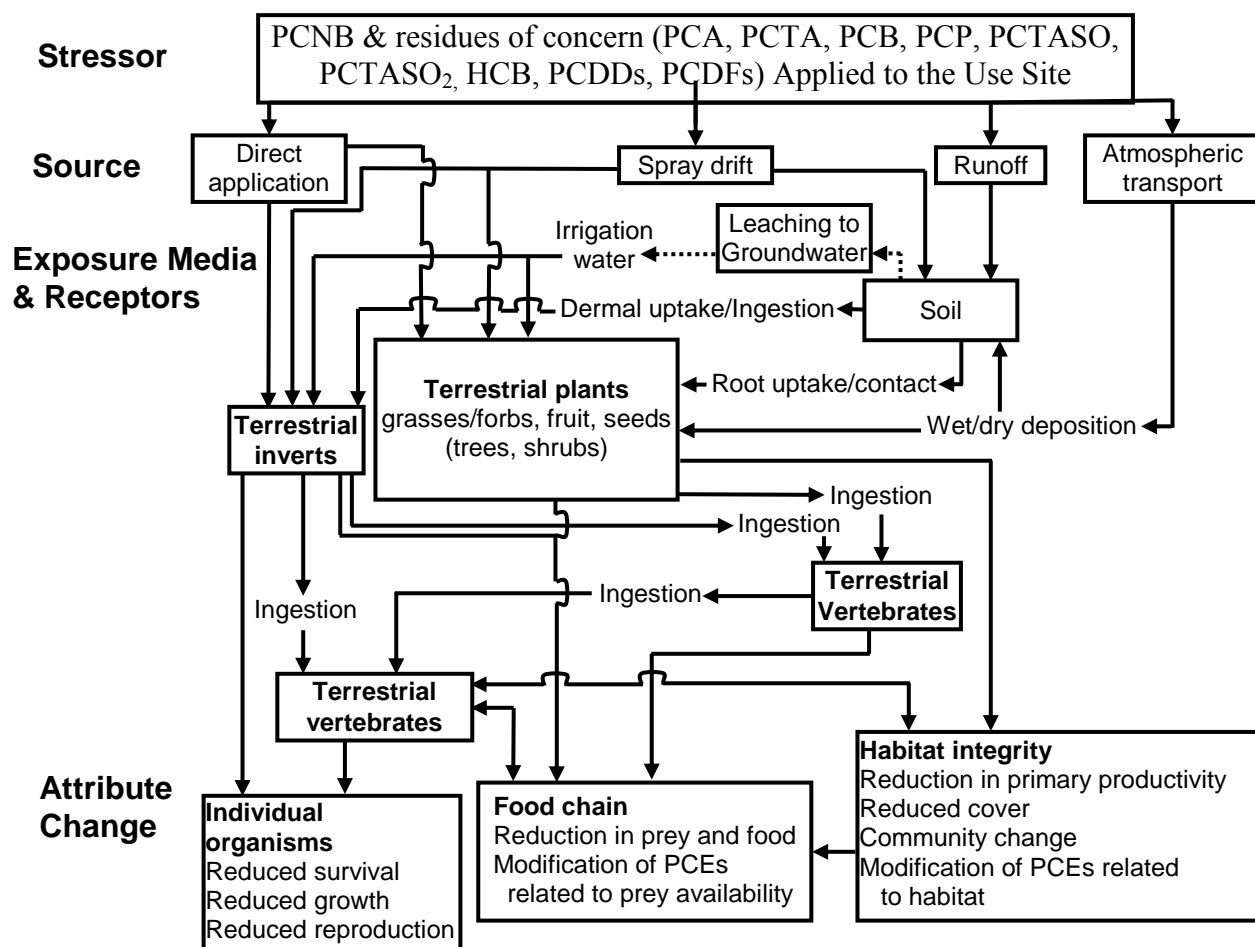 Stressor
PCNB & residues of concern (PCA, PCTA, PCB, PCP, PCTASO,
PCTASO2, HCB, PCDDs, PCDFs) Applied to the Use Site
Source
Direct
application
Spray drift
Runoff
Atmospheric
transport
Exposure Media
& Receptors
Irrigation
water
Leaching to
Groundwater
Dermal uptake/Ingestion
Soil
Terrestrial plants
grasses/forbs, fruit, seeds
(trees, shrubs)
Root uptake/contact
Wet/dry deposition
Terrestrial
inverts
Ingestion
Ingestion
Terrestrial
Vertebrates
Ingestion
Ingestion
Terrestrial
vertebrates
Attribute
Change
Individual
organisms
Reduced survival
Reduced growth
Reduced reproduction
Food chain
Reduction in prey and food
Modification of PCEs
related to prey availability
Habitat integrity
Reduction in primary productivity
Reduced cover
Community change
Modification of PCEs related
to habitat